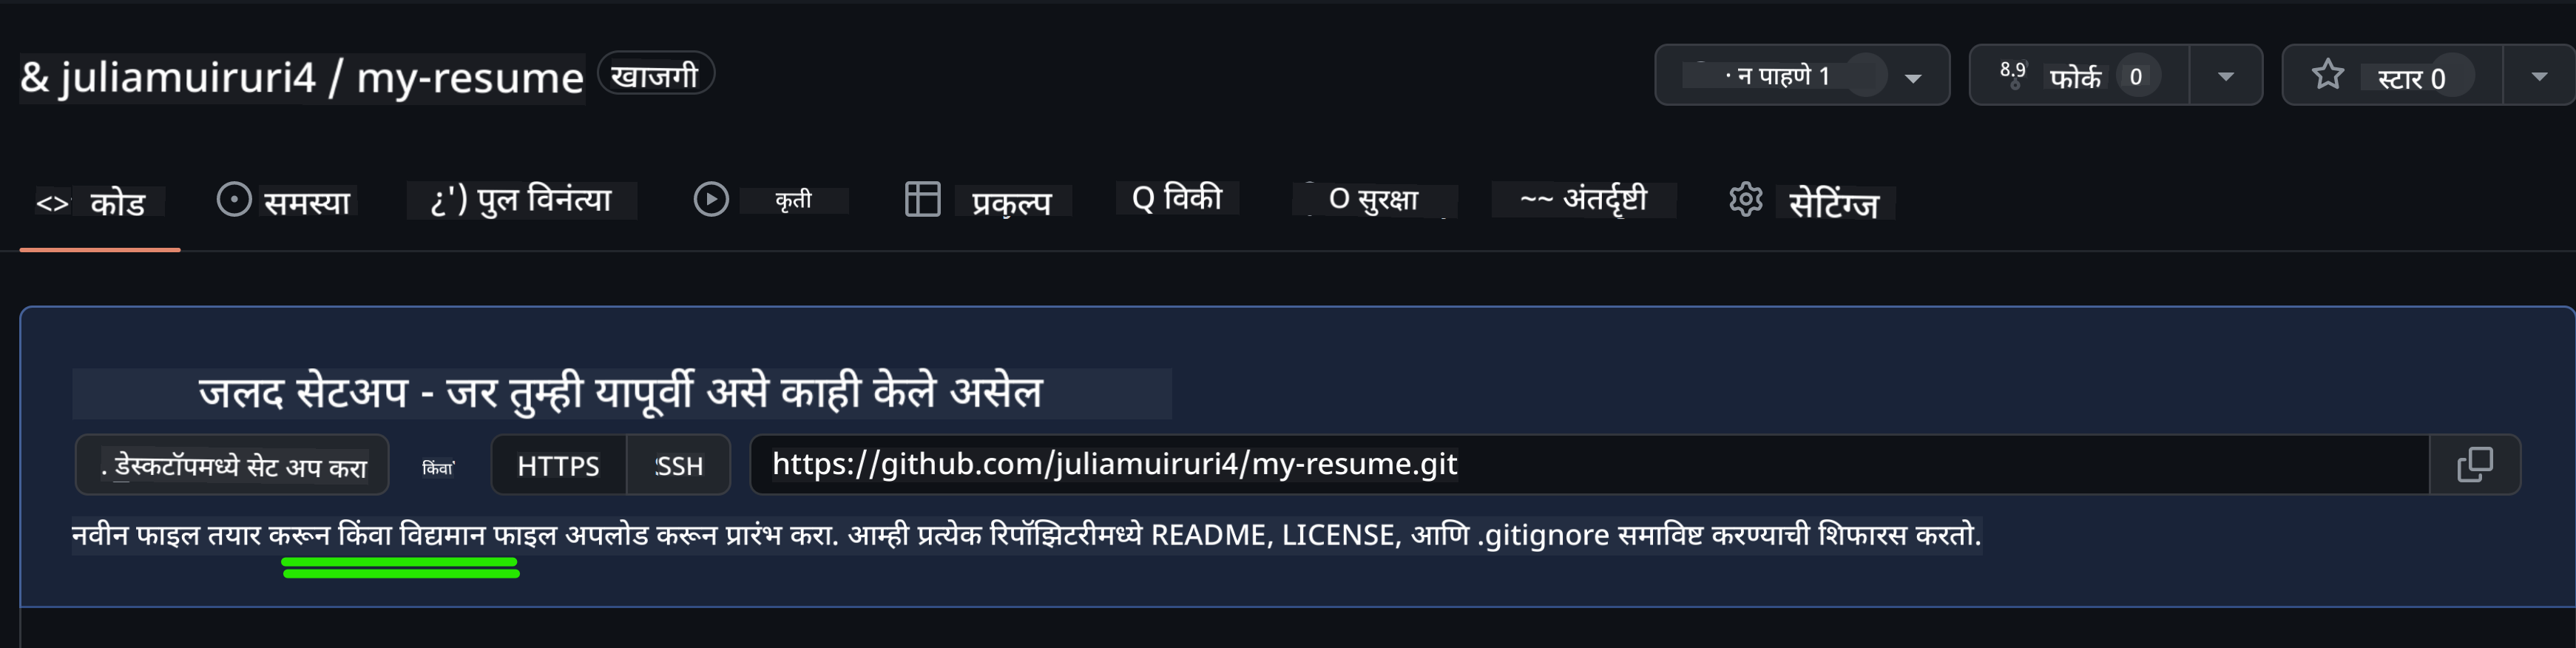 & juliamuiruri4 / my-resume खाजगी · न पाहणे 1 8.9 फोर्क 0 स्टार 0
<> कोड समस्या ¿') पुल विनंत्या कृती प्रकल्प Q विकी O सुरक्षा ~~ अंतर्दृष्टी सेटिंग्ज
जलद सेटअप - जर तुम्ही यापूर्वी असे काही केले असेल
. डेस्कटॉपमध्ये सेट अप करा किंवा HTTPS SSH https://github.com/juliamuiruri4/my-resume.git
नवीन फाइल तयार करून किंवा विद्यमान फाइल अपलोड करून प्रारंभ करा. आम्ही प्रत्येक रिपॉझिटरीमध्ये README, LICENSE, आणि .gitignore समाविष्ट करण्याची शिफारस करतो.